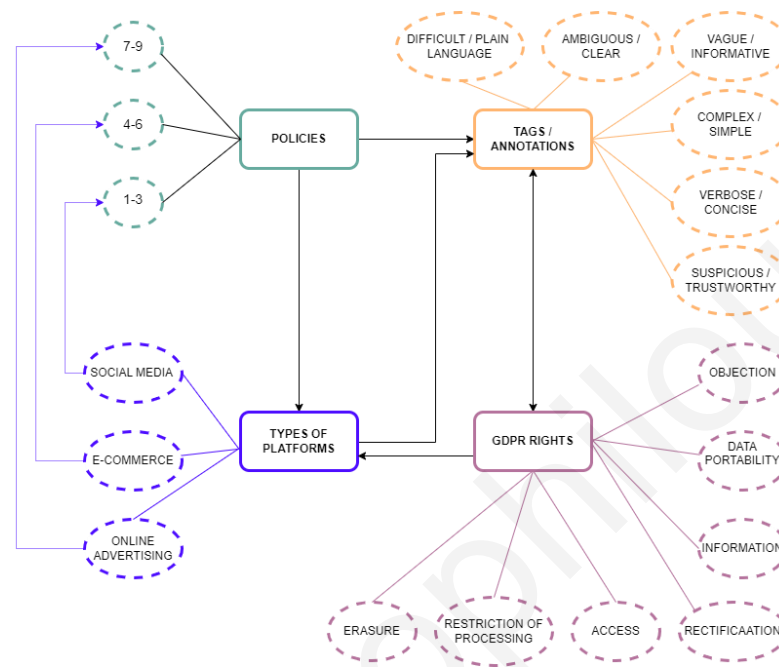 7-9
DIFFICULT / PLAIN
LANGUAGE
AMBIGUOUS /
CLEAR
VAGUE /
INFORMATIVE
4-6
POLICIES
TAGS /
ANNOTATIONS
COMPLEX /
SIMPLE
1-3
VERBOSE /
CONCISE
SUSPICIOUS /
TRUSTWORTHY
SOCIAL MEDIA
OBJECTION
TYPES OF
PLATFORMS
GDPR RIGHTS
E-COMMERCE
DATA
PORTABILITY
ONLINE
ADVERTISING
INFORMATION
ERASURE
RESTRICTION OF
PROCESSING
ACCESS
RECTIFICAATION